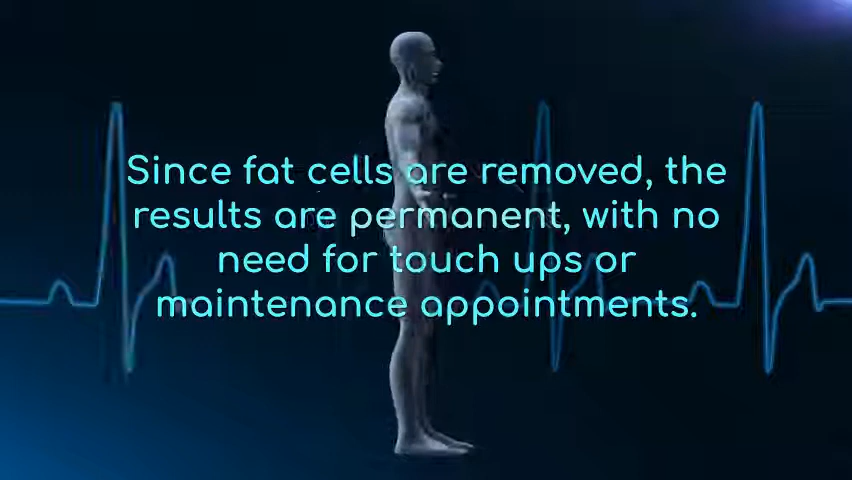 Since fat cells are removed, the
results are permanent, with no
need for touch ups or
maintenance appointments.